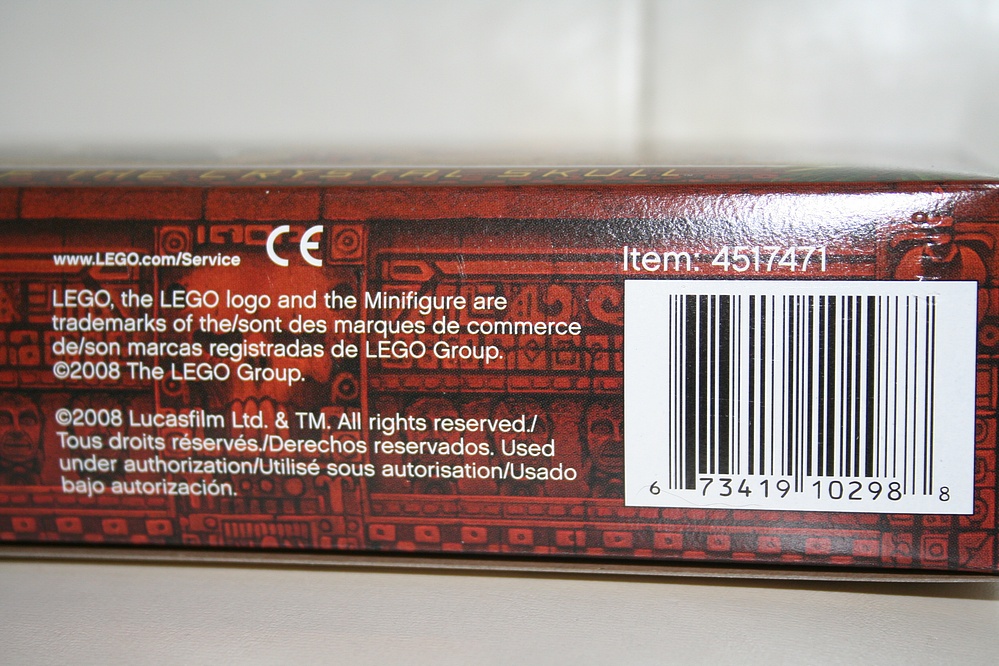 THE CRYSTAL SKULL
www.LEGO.com/Service CE
LEGO, the LEGO logo and the Minifigure are
trademarks of the/sont des marques de commerce
de/son marcas registradas de LEGO Group.
©2008 The LEGO Group.
©2008 Lucasfilm Ltd. & TM. All rights reserved./
Tous droits réservés./Derechos reservados. Used
under authorization/Utilisé sous autorisation/Usado
bajo autorización.
Item: 4517471
6 73419 10298 8